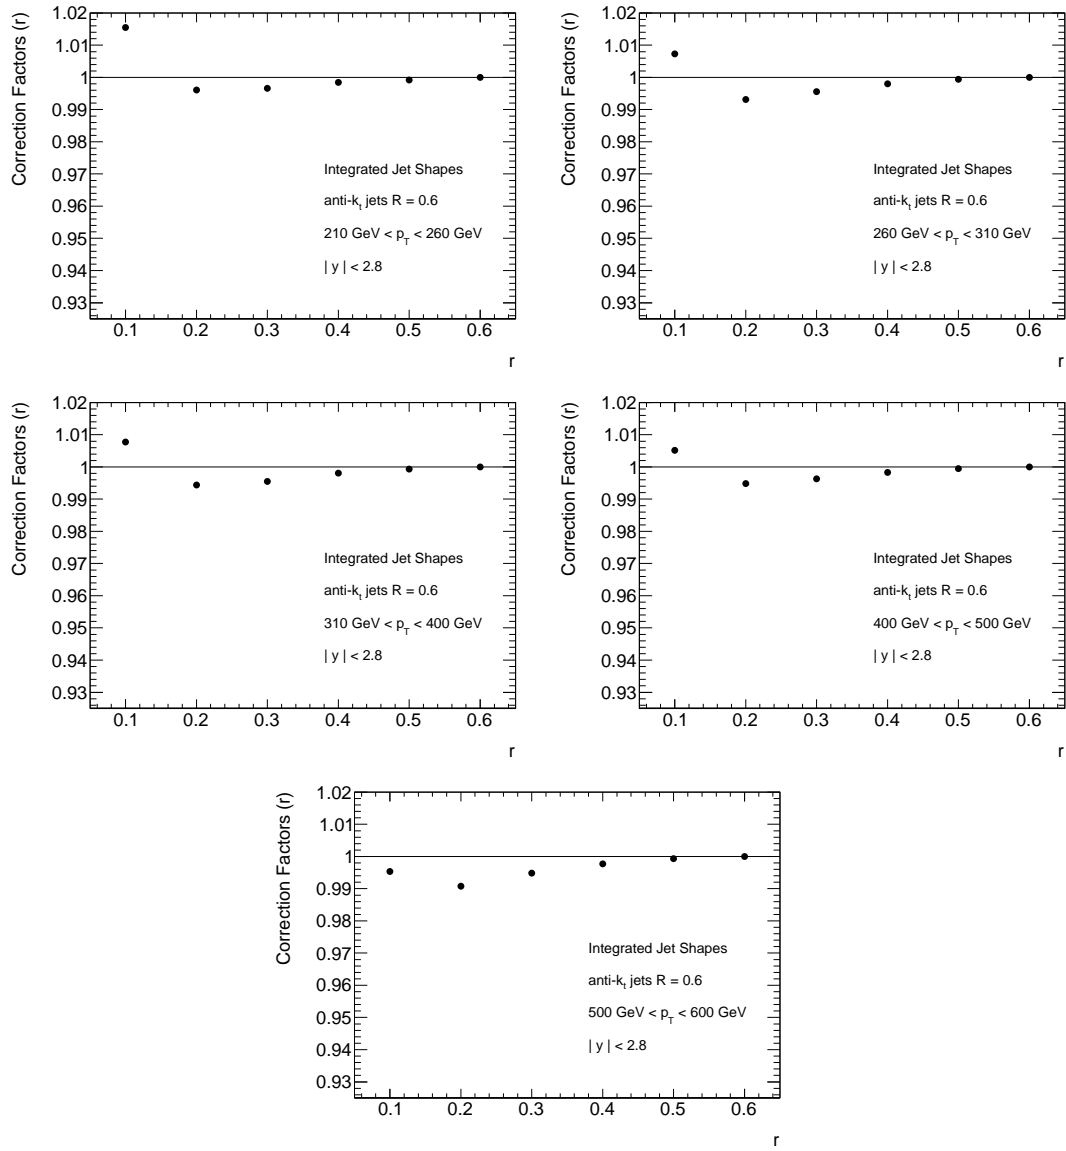 Correction Factors (r)
1.02
1.01
1
0.99
0.98
0.97
0.96
0.95
0.94
0.93
Integrated Jet Shapes
anti-kt jets R = 0.6
210 GeV < pT < 260 GeV
| y | < 2.8
0.1 0.2 0.3 0.4 0.5 0.6
r
Correction Factors (r)
1.02
1.01
1
0.99
0.98
0.97
0.96
0.95
0.94
0.93
Integrated Jet Shapes
anti-kt jets R = 0.6
260 GeV < pT < 310 GeV
| y | < 2.8
0.1 0.2 0.3 0.4 0.5 0.6
r
Correction Factors (r)
1.02
1.01
1
0.99
0.98
0.97
0.96
0.95
0.94
0.93
Integrated Jet Shapes
anti-kt jets R = 0.6
310 GeV < pT < 400 GeV
| y | < 2.8
0.1 0.2 0.3 0.4 0.5 0.6
r
Correction Factors (r)
1.02
1.01
1
0.99
0.98
0.97
0.96
0.95
0.94
0.93
Integrated Jet Shapes
anti-kt jets R = 0.6
400 GeV < pT < 500 GeV
| y | < 2.8
0.1 0.2 0.3 0.4 0.5 0.6
r
Correction Factors (r)
1.02
1.01
1
0.99
0.98
0.97
0.96
0.95
0.94
0.93
Integrated Jet Shapes
anti-kt jets R = 0.6
500 GeV < pT < 600 GeV
| y | < 2.8
0.1 0.2 0.3 0.4 0.5 0.6
r